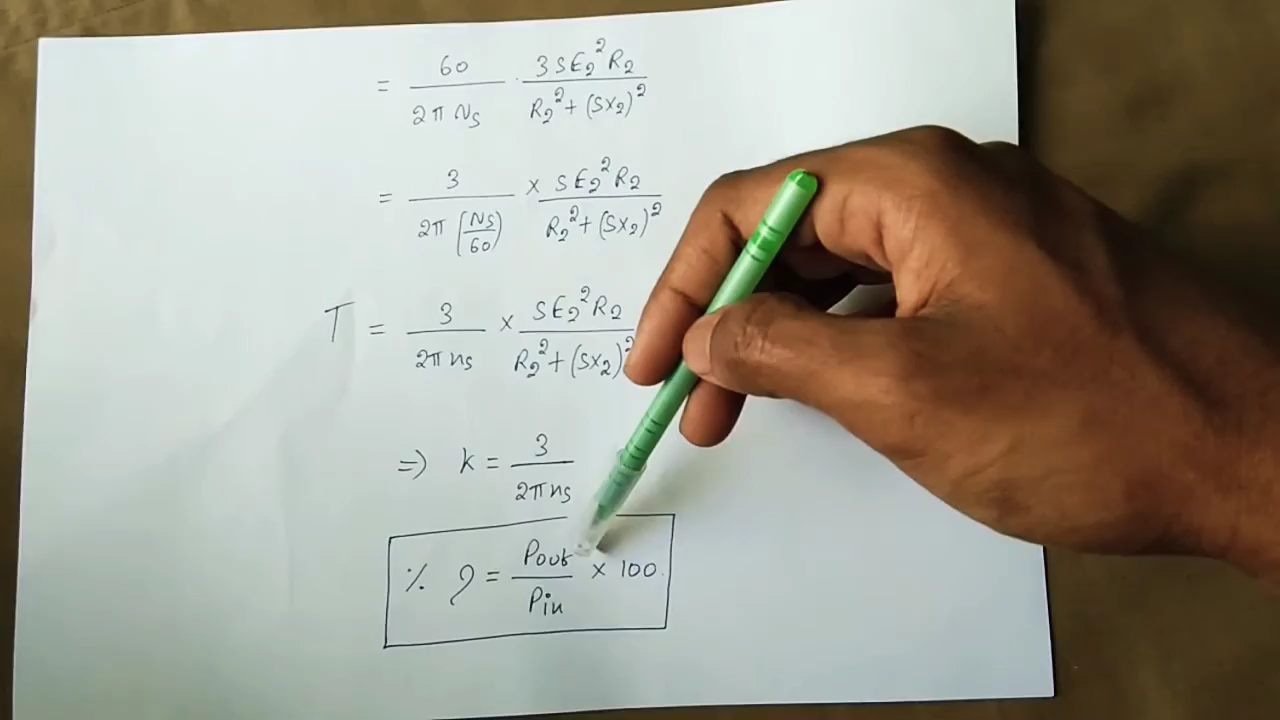 = 60/2π Ns · 3SE₂²R₂/R₂²+(SX₂)²
= 3/2π(Ns/60) × SE₂²R₂/R₂²+(SX₂)²
T = 3/2π ns × SE₂²R₂/R₂²+(SX₂)²
=> k = 3/2π ns
% η = Pout/Pin × 100